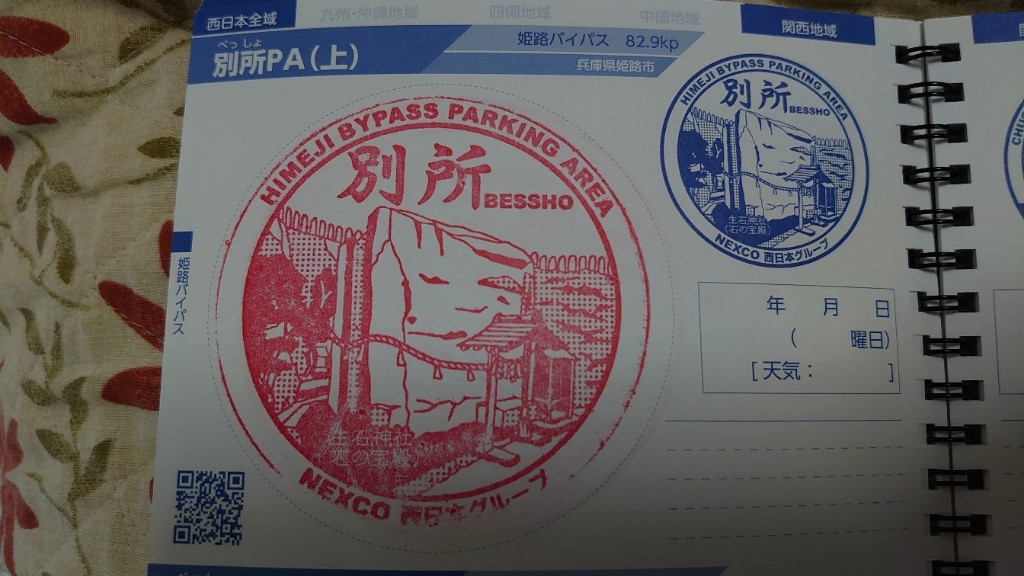 西日本全域
九州・沖縄地域
四国地域
中国地域
関西地域
べっしょ
別所PA(上)
姫路バイパス 82.9kp
兵庫県姫路市
HIMEJI BYPASS PARKING AREA
別所
BESSHO
生石神社
石の宝殿
NEXCO 西日本グループ
HIMEJI BYPASS PARKING AREA
別所
BESSHO
生石神社
(石の宝殿)
NEXCO 西日本グループ
姫路バイパス
年 月 日
( 曜日)
[天気: ]